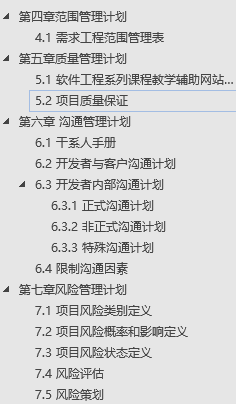 第四章范围管理计划
4.1 需求工程范围管理表
第五章质量管理计划
5.1 软件工程系列课程教学辅助网站...
5.2 项目质量保证
第六章 沟通管理计划
6.1 干系人手册
6.2 开发者与客户沟通计划
6.3 开发者内部沟通计划
6.3.1 正式沟通计划
6.3.2 非正式沟通计划
6.3.3 特殊沟通计划
6.4 限制沟通因素
第七章风险管理计划
7.1 项目风险类别定义
7.2 项目风险概率和影响定义
7.3 项目风险状态定义
7.4 风险评估
7.5 风险策划